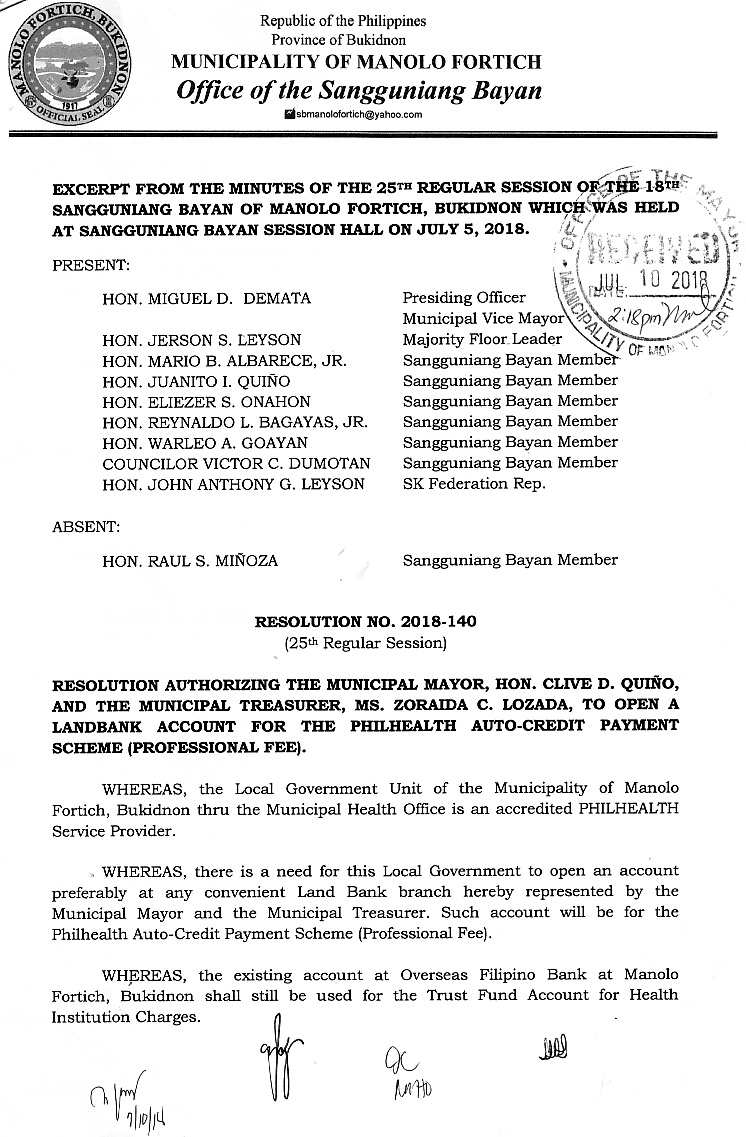 MANOLO FORTICH, BUKIDNON
1917
OFFICIAL SEAL
Republic of the Philippines
Province of Bukidnon
MUNICIPALITY OF MANOLO FORTICH
Office of the Sangguniang Bayan
sbmanolofortich@yahoo.com
EXCERPT FROM THE MINUTES OF THE 25TH REGULAR SESSION OF THE 18TH
SANGGUNIANG BAYAN OF MANOLO FORTICH, BUKIDNON WHICH WAS HELD
AT SANGGUNIANG BAYAN SESSION HALL ON JULY 5, 2018.
OFFICE OF THE MAYOR
RECEIVED
DATE: JUL 10 2018
2:18pm
MUNICIPALITY OF MANOLO FORTICH
PRESENT:
HON. MIGUEL D. DEMATA Presiding Officer
Municipal Vice Mayor
HON. JERSON S. LEYSON Majority Floor Leader
HON. MARIO B. ALBARECE, JR. Sangguniang Bayan Member
HON. JUANITO I. QUIÑO Sangguniang Bayan Member
HON. ELIEZER S. ONAHON Sangguniang Bayan Member
HON. REYNALDO L. BAGAYAS, JR. Sangguniang Bayan Member
HON. WARLEO A. GOAYAN Sangguniang Bayan Member
COUNCILOR VICTOR C. DUMOTAN Sangguniang Bayan Member
HON. JOHN ANTHONY G. LEYSON SK Federation Rep.
ABSENT:
HON. RAUL S. MIÑOZA Sangguniang Bayan Member
RESOLUTION NO. 2018-140
(25th Regular Session)
RESOLUTION AUTHORIZING THE MUNICIPAL MAYOR, HON. CLIVE D. QUIÑO,
AND THE MUNICIPAL TREASURER, MS. ZORAIDA C. LOZADA, TO OPEN A
LANDBANK ACCOUNT FOR THE PHILHEALTH AUTO-CREDIT PAYMENT
SCHEME (PROFESSIONAL FEE).
WHEREAS, the Local Government Unit of the Municipality of Manolo
Fortich, Bukidnon thru the Municipal Health Office is an accredited PHILHEALTH
Service Provider.
WHEREAS, there is a need for this Local Government to open an account
preferably at any convenient Land Bank branch hereby represented by the
Municipal Mayor and the Municipal Treasurer. Such account will be for the
Philhealth Auto-Credit Payment Scheme (Professional Fee).
WHEREAS, the existing account at Overseas Filipino Bank at Manolo
Fortich, Bukidnon shall still be used for the Trust Fund Account for Health
Institution Charges.